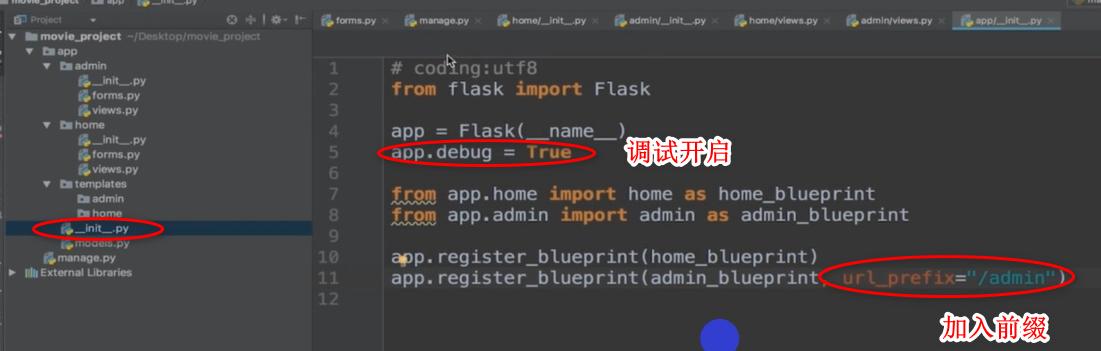 movie_project
app
__init__.py
Project
forms.py
manage.py
home/__init__.py
admin/__init__.py
home/views.py
admin/views.py
app/__init__.py
movie_project ~/Desktop/movie_project
app
admin
__init__.py
forms.py
views.py
home
__init__.py
forms.py
views.py
templates
admin
home
__init__.py
models.py
manage.py
External Libraries
1 # coding:utf8
2 from flask import Flask
3
4 app = Flask(__name__)
5 app.debug = True
调试开启
6
7 from app.home import home as home_blueprint
8 from app.admin import admin as admin_blueprint
9
10 app.register_blueprint(home_blueprint)
11 app.register_blueprint(admin_blueprint, url_prefix="/admin")
12
加入前缀